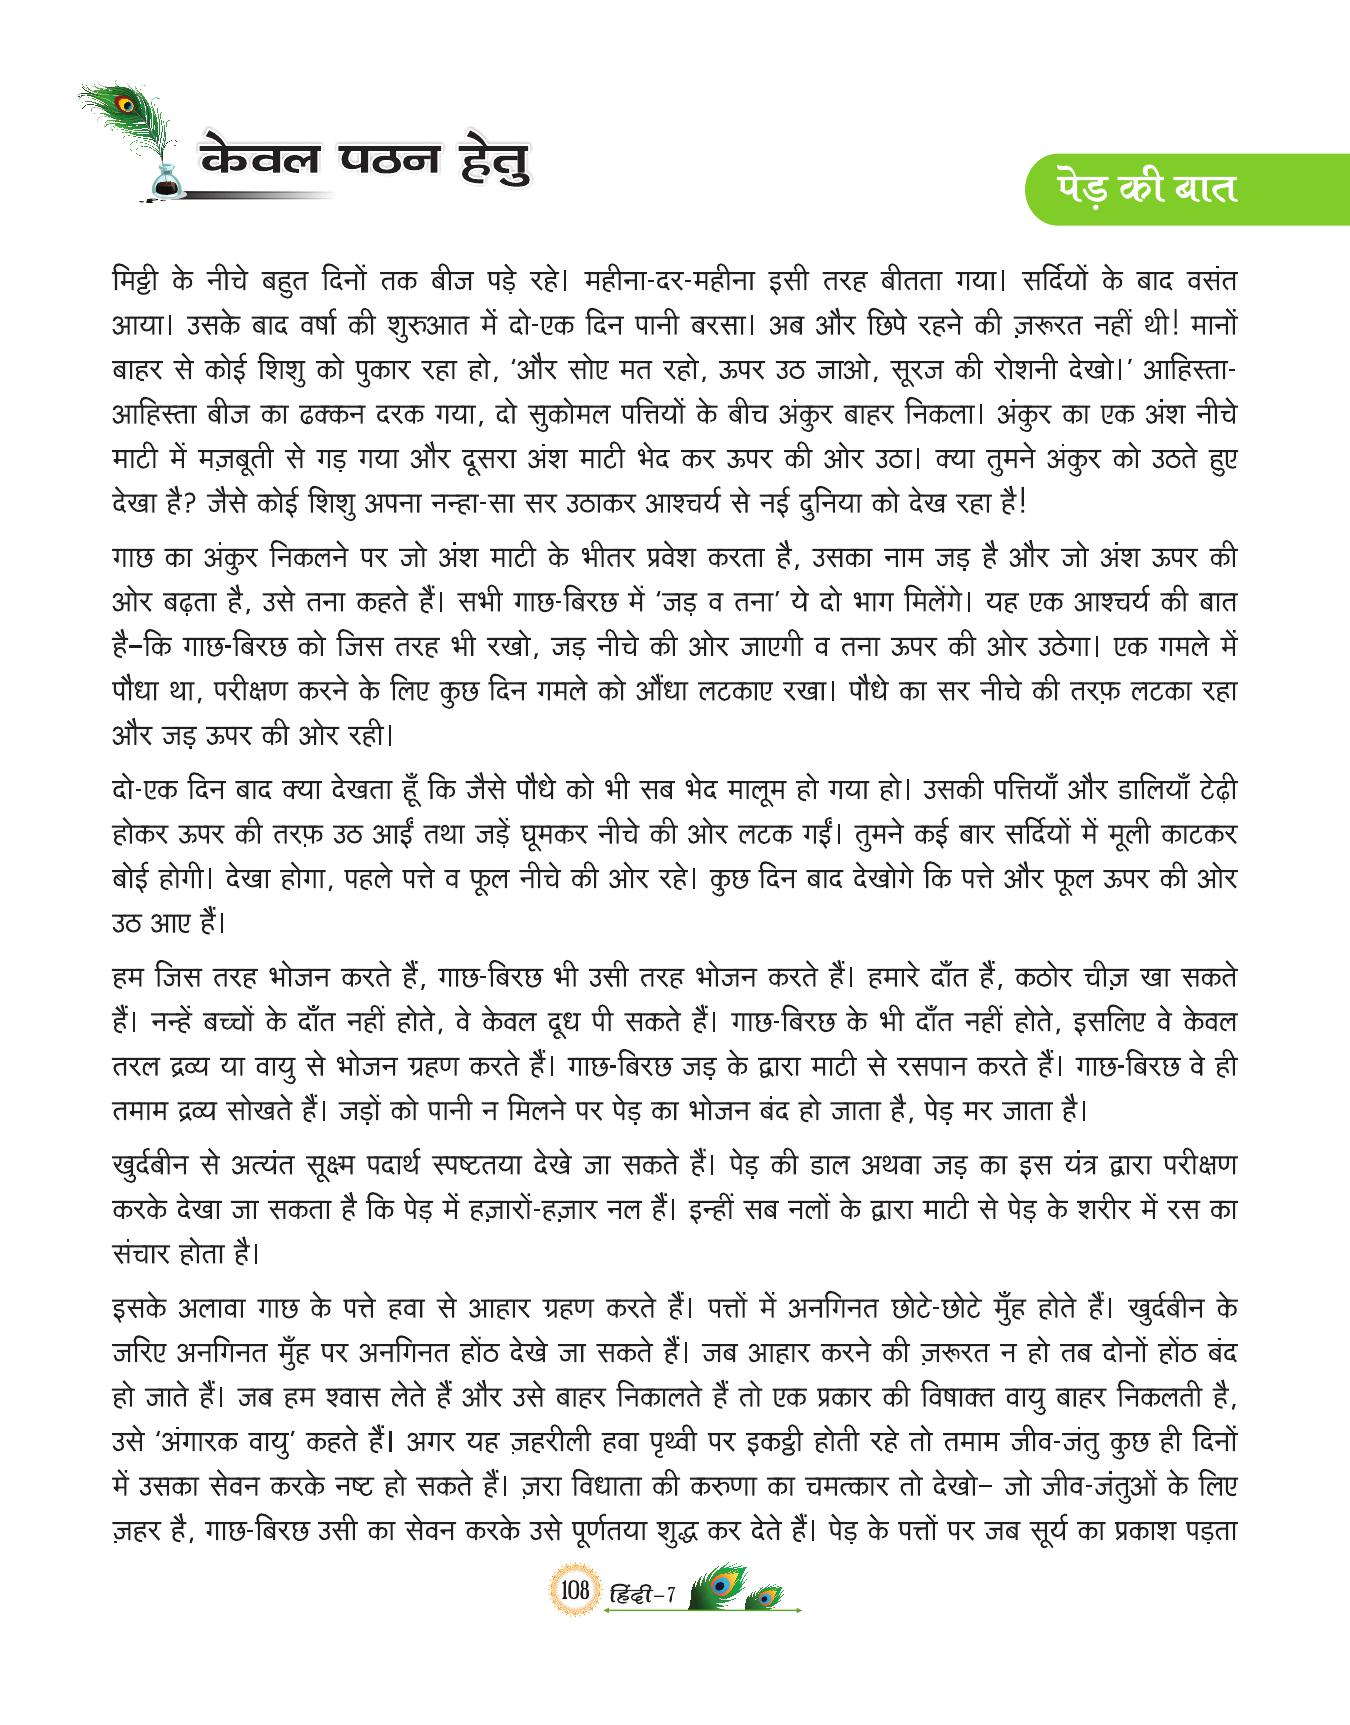 केवल पठन हेतु
पेड़ की बात
मिट्टी के नीचे बहुत दिनों तक बीज पड़े रहे। महीना-दर-महीना इसी तरह बीतता गया। सर्दियों के बाद वसंत
आया। उसके बाद वर्षा की शुरुआत में दो-एक दिन पानी बरसा। अब और छिपे रहने की ज़रूरत नहीं थी! मानों
बाहर से कोई शिशु को पुकार रहा हो, ‘और सोए मत रहो, ऊपर उठ जाओ, सूरज की रोशनी देखो।’ आहिस्ता-
आहिस्ता बीज का ढक्कन दरक गया, दो सुकोमल पत्तियों के बीच अंकुर बाहर निकला। अंकुर का एक अंश नीचे
माटी में मज़बूती से गड़ गया और दूसरा अंश माटी भेद कर ऊपर की ओर उठा। क्या तुमने अंकुर को उठते हुए
देखा है? जैसे कोई शिशु अपना नन्हा-सा सर उठाकर आश्चर्य से नई दुनिया को देख रहा है!
गाछ का अंकुर निकलने पर जो अंश माटी के भीतर प्रवेश करता है, उसका नाम जड़ है और जो अंश ऊपर की
ओर बढ़ता है, उसे तना कहते हैं। सभी गाछ-बिरछ में ‘जड़ व तना’ ये दो भाग मिलेंगे। यह एक आश्चर्य की बात
है–कि गाछ-बिरछ को जिस तरह भी रखो, जड़ नीचे की ओर जाएगी व तना ऊपर की ओर उठेगा। एक गमले में
पौधा था, परीक्षण करने के लिए कुछ दिन गमले को औंधा लटकाए रखा। पौधे का सर नीचे की तरफ़ लटका रहा
और जड़ ऊपर की ओर रही।
दो-एक दिन बाद क्या देखता हूँ कि जैसे पौधे को भी सब भेद मालूम हो गया हो। उसकी पत्तियाँ और डालियाँ टेढ़ी
होकर ऊपर की तरफ़ उठ आईं तथा जड़ें घूमकर नीचे की ओर लटक गईं। तुमने कई बार सर्दियों में मूली काटकर
बोई होगी। देखा होगा, पहले पत्ते व फूल नीचे की ओर रहे। कुछ दिन बाद देखोगे कि पत्ते और फूल ऊपर की ओर
उठ आए हैं।
हम जिस तरह भोजन करते हैं, गाछ-बिरछ भी उसी तरह भोजन करते हैं। हमारे दाँत हैं, कठोर चीज़ खा सकते
हैं। नन्हें बच्चों के दाँत नहीं होते, वे केवल दूध पी सकते हैं। गाछ-बिरछ के भी दाँत नहीं होते, इसलिए वे केवल
तरल द्रव्य या वायु से भोजन ग्रहण करते हैं। गाछ-बिरछ जड़ के द्वारा माटी से रसपान करते हैं। गाछ-बिरछ वे ही
तमाम द्रव्य सोखते हैं। जड़ों को पानी न मिलने पर पेड़ का भोजन बंद हो जाता है, पेड़ मर जाता है।
खुर्दबीन से अत्यंत सूक्ष्म पदार्थ स्पष्टतया देखे जा सकते हैं। पेड़ की डाल अथवा जड़ का इस यंत्र द्वारा परीक्षण
करके देखा जा सकता है कि पेड़ में हज़ारों-हज़ार नल हैं। इन्हीं सब नलों के द्वारा माटी से पेड़ के शरीर में रस का
संचार होता है।
इसके अलावा गाछ के पत्ते हवा से आहार ग्रहण करते हैं। पत्तों में अनगिनत छोटे-छोटे मुँह होते हैं। खुर्दबीन के
जरिए अनगिनत मुँह पर अनगिनत होंठ देखे जा सकते हैं। जब आहार करने की ज़रूरत न हो तब दोनों होंठ बंद
हो जाते हैं। जब हम श्वास लेते हैं और उसे बाहर निकालते हैं तो एक प्रकार की विषाक्त वायु बाहर निकलती है,
उसे ‘अंगारक वायु’ कहते हैं। अगर यह ज़हरीली हवा पृथ्वी पर इकट्ठी होती रहे तो तमाम जीव-जंतु कुछ ही दिनों
में उसका सेवन करके नष्ट हो सकते हैं। ज़रा विधाता की करुणा का चमत्कार तो देखो– जो जीव-जंतुओं के लिए
ज़हर है, गाछ-बिरछ उसी का सेवन करके उसे पूर्णतया शुद्ध कर देते हैं। पेड़ के पत्तों पर जब सूर्य का प्रकाश पड़ता
108 हिंदी–7